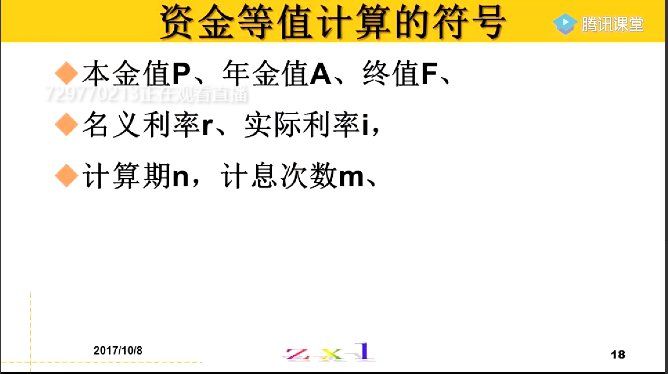 资金等值计算的符号
腾讯课堂
本金值P、年金值A、终值F、
729770213正在观看直播
名义利率r、实际利率i，
计算期n，计息次数m、
2017/10/8
zx-1
18